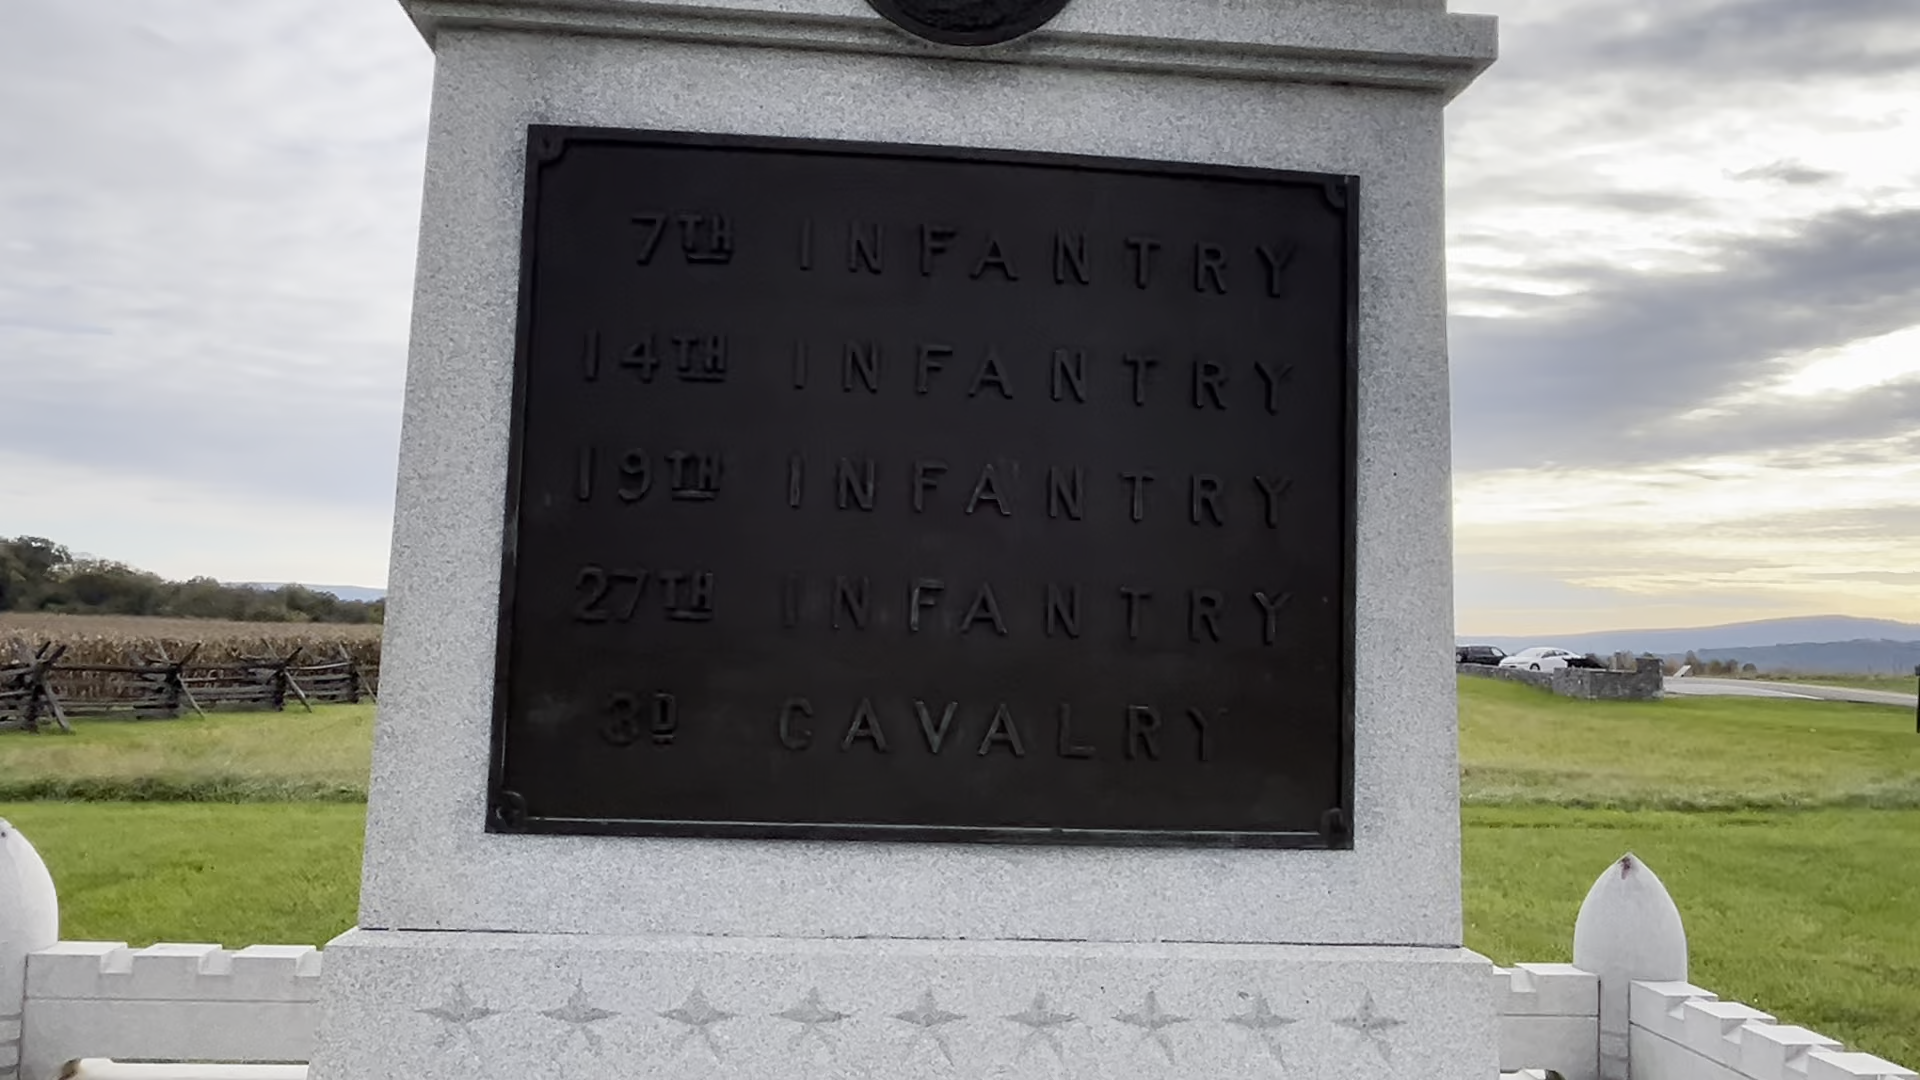 7TH INFANTRY
14TH INFANTRY
19TH INFANTRY
27TH INFANTRY
3D CAVALRY